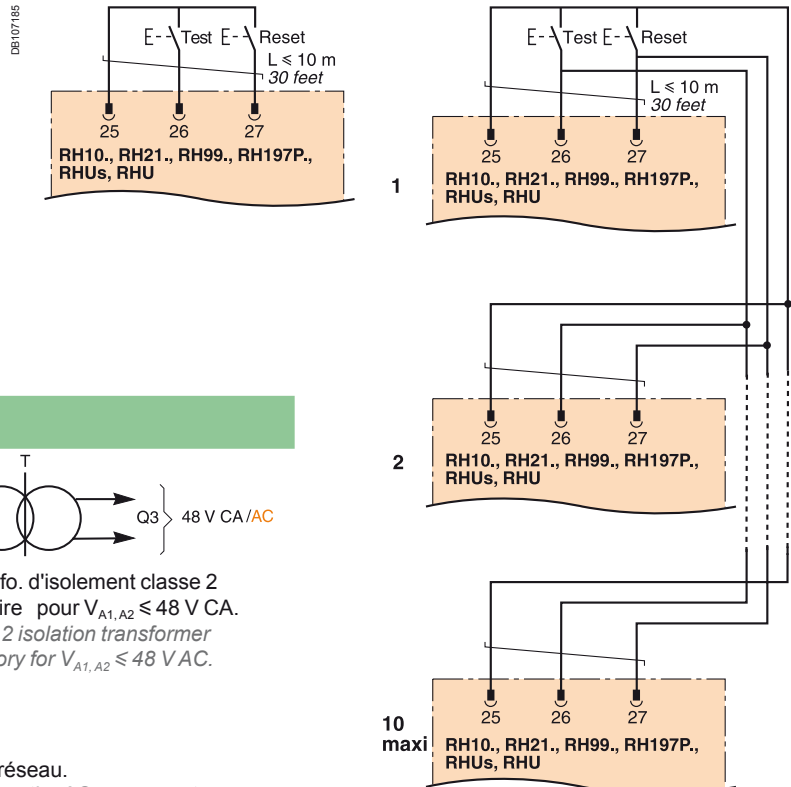 DB107185
Test
Reset
L ≤ 10 m
30 feet
25 26 27
RH10., RH21., RH99., RH197P.,
RHUs, RHU
Test
Reset
L ≤ 10 m
30 feet
25 26 27
1
RH10., RH21., RH99., RH197P.,
RHUs, RHU
25 26 27
2
RH10., RH21., RH99., RH197P.,
RHUs, RHU
T
Q3
48 V CA/AC
fo. d'isolement classe 2
ire pour VA1,A2 ≤ 48 V CA.
2 isolation transformer
ory for VA1, A2 ≤ 48 V AC.
25 26 27
10
maxi
RH10., RH21., RH99., RH197P.,
RHUs, RHU
réseau.